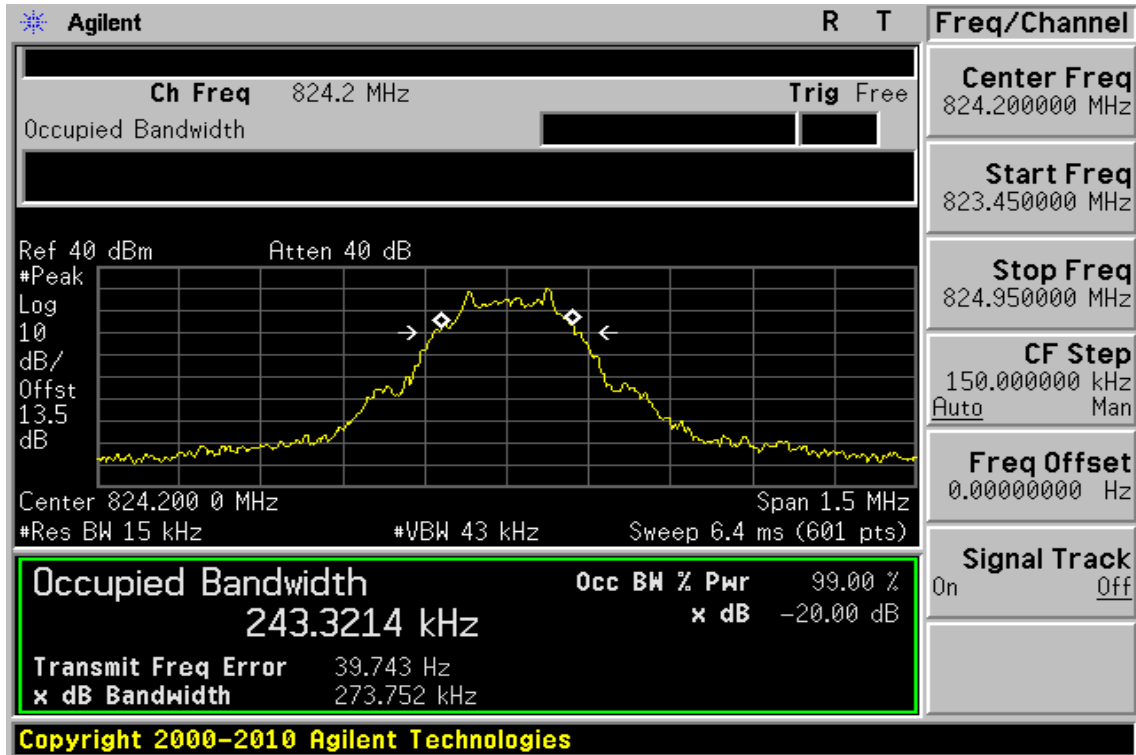 Agilent R T
Ch Freq 824.2 MHz Trig Free
Occupied Bandwidth
Ref 40 dBm Atten 40 dB
#Peak
Log
10
dB/
Offst
13.5
dB
Center 824.200 0 MHz Span 1.5 MHz
#Res BW 15 kHz #VBW 43 kHz Sweep 6.4 ms (601 pts)
Occupied Bandwidth
243.3214 kHz
Occ BW % Pwr 99.00 %
x dB -20.00 dB
Transmit Freq Error 39.743 Hz
x dB Bandwidth 273.752 kHz
Copyright 2000-2010 Agilent Technologies
Freq/Channel
Center Freq
824.200000 MHz
Start Freq
823.450000 MHz
Stop Freq
824.950000 MHz
CF Step
150.000000 kHz
Auto Man
Freq Offset
0.00000000 Hz
Signal Track
On Off